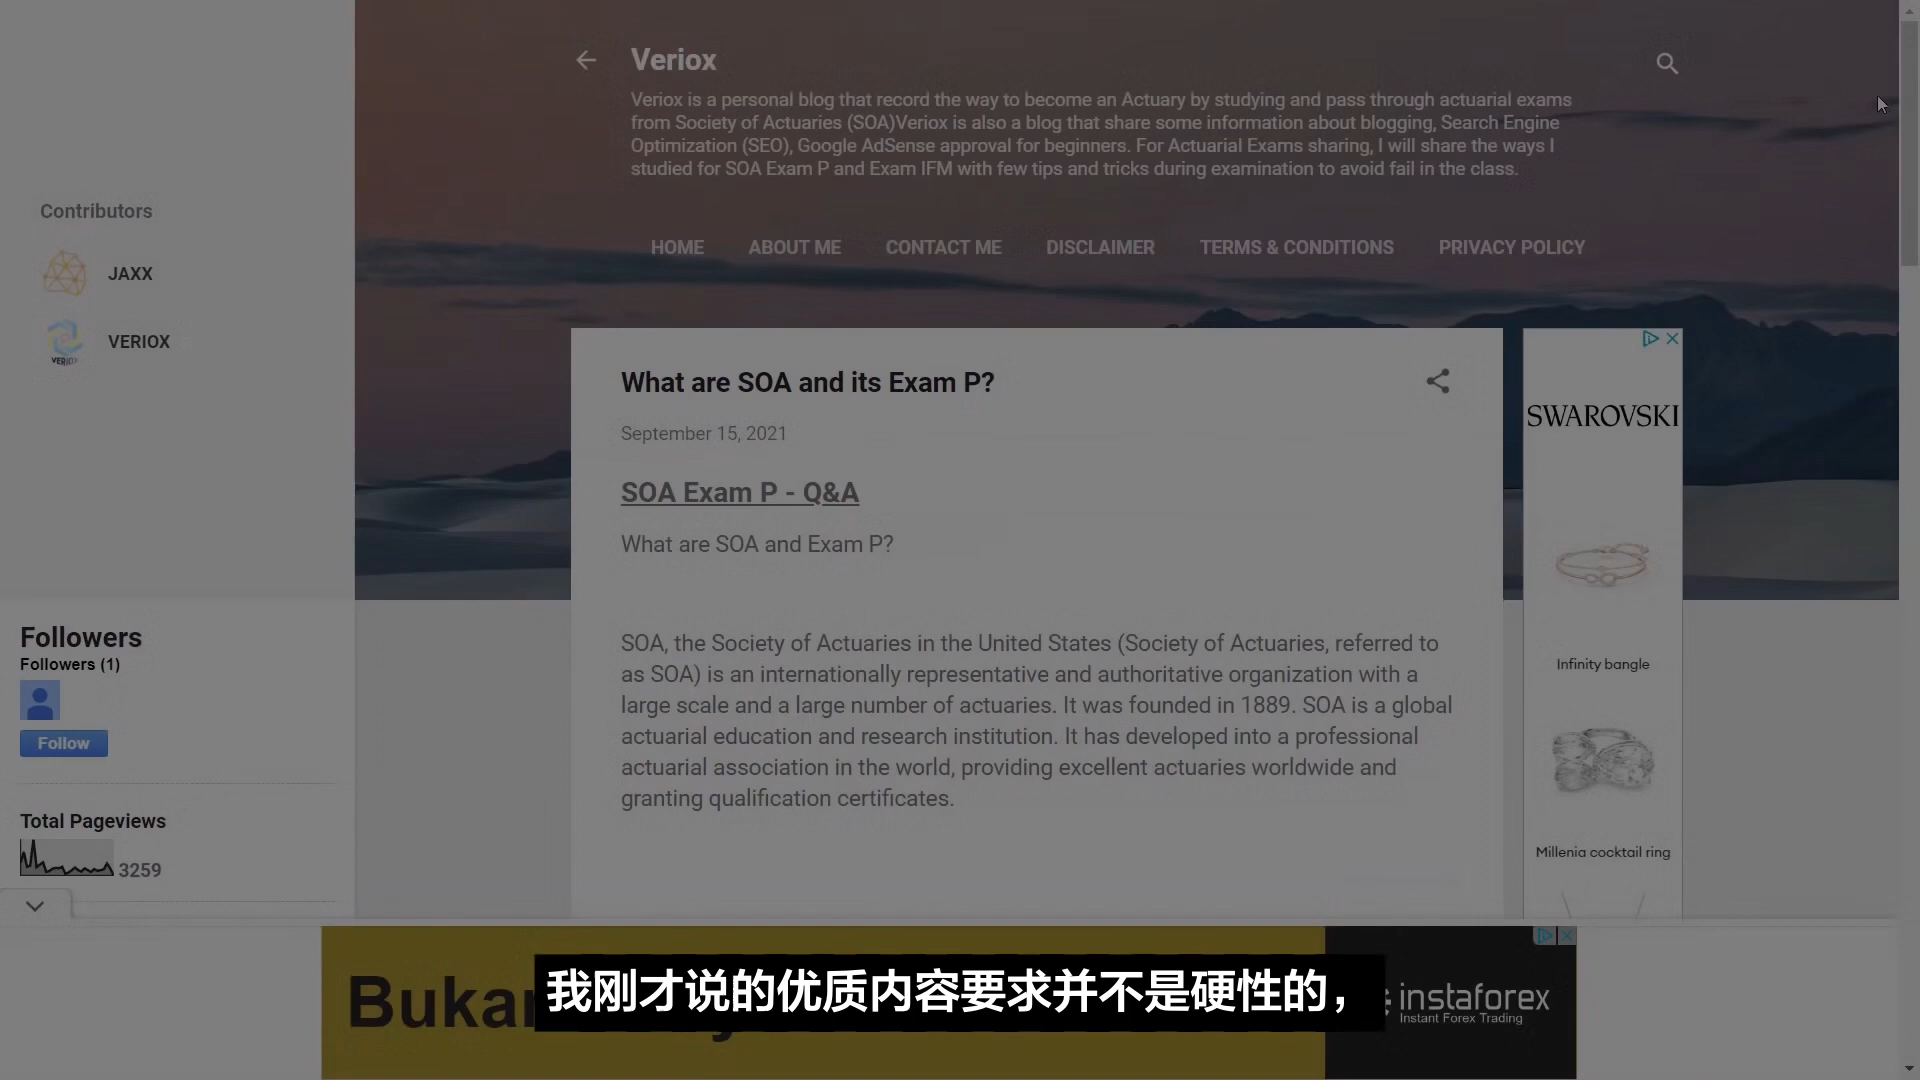 Veriox
Veriox is a personal blog that record the way to become an Actuary by studying and pass through actuarial exams
from Society of Actuaries (SOA)Veriox is also a blog that share some information about blogging, Search Engine
Optimization (SEO), Google AdSense approval for beginners. For Actuarial Exams sharing, I will share the ways I
studied for SOA Exam P and Exam IFM with few tips and tricks during examination to avoid fail in the class.
HOME ABOUT ME CONTACT ME DISCLAIMER TERMS & CONDITIONS PRIVACY POLICY
Contributors
JAXX
VERIOX
VERIOX
Followers
Followers (1)
Follow
Total Pageviews
3259
What are SOA and its Exam P?
September 15, 2021
SOA Exam P - Q&A
What are SOA and Exam P?
SOA, the Society of Actuaries in the United States (Society of Actuaries, referred to
as SOA) is an internationally representative and authoritative organization with a
large scale and a large number of actuaries. It was founded in 1889. SOA is a global
actuarial education and research institution. It has developed into a professional
actuarial association in the world, providing excellent actuaries worldwide and
granting qualification certificates.
SWAROVSKI
Infinity bangle
Millenia cocktail ring
我刚才说的优质内容要求并不是硬性的，
instaforex
Instant Forex Trading